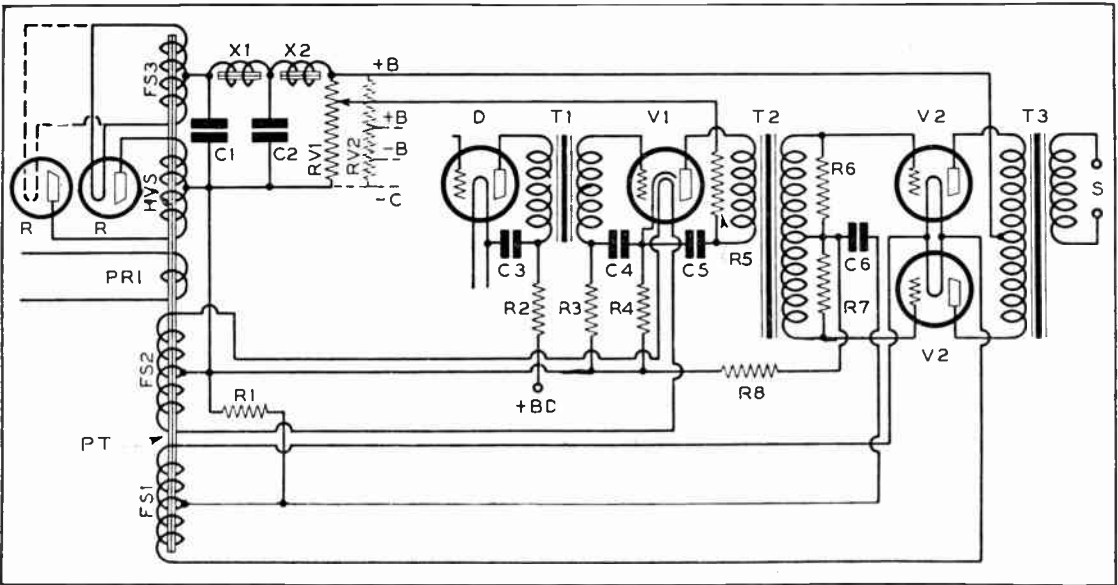 X1 X2
FS3
+B
D T1 V1 T2 V2 T3
C1 C2
RV1
RV2
+B
-B
-C
R6
HVS
R R
S
C3 C4 C5 R5 C6
PRI
R2 R3 R4 R7
V2
FS2
R1
+BD
R8
PT
FS1